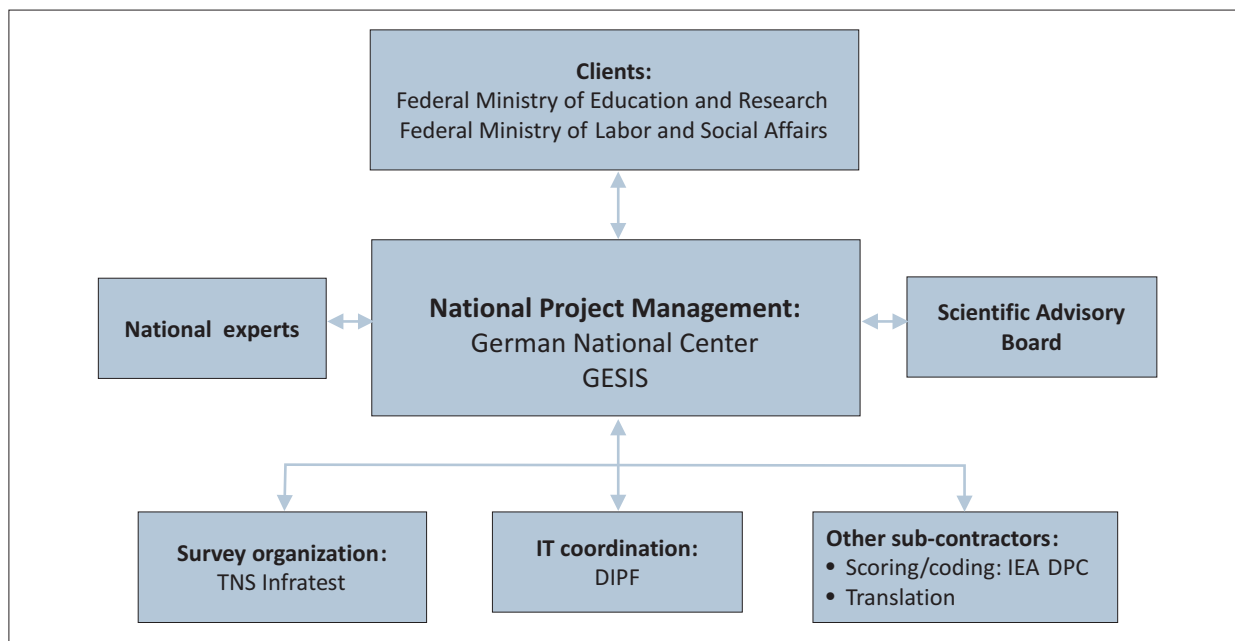 Clients:
Federal Ministry of Education and Research
Federal Ministry of Labor and Social Affairs
National experts
National Project Management:
German National Center
GESIS
Scientific Advisory
Board
Survey organization:
TNS Infratest
IT coordination:
DIPF
Other sub-contractors:
• Scoring/coding: IEA DPC
• Translation